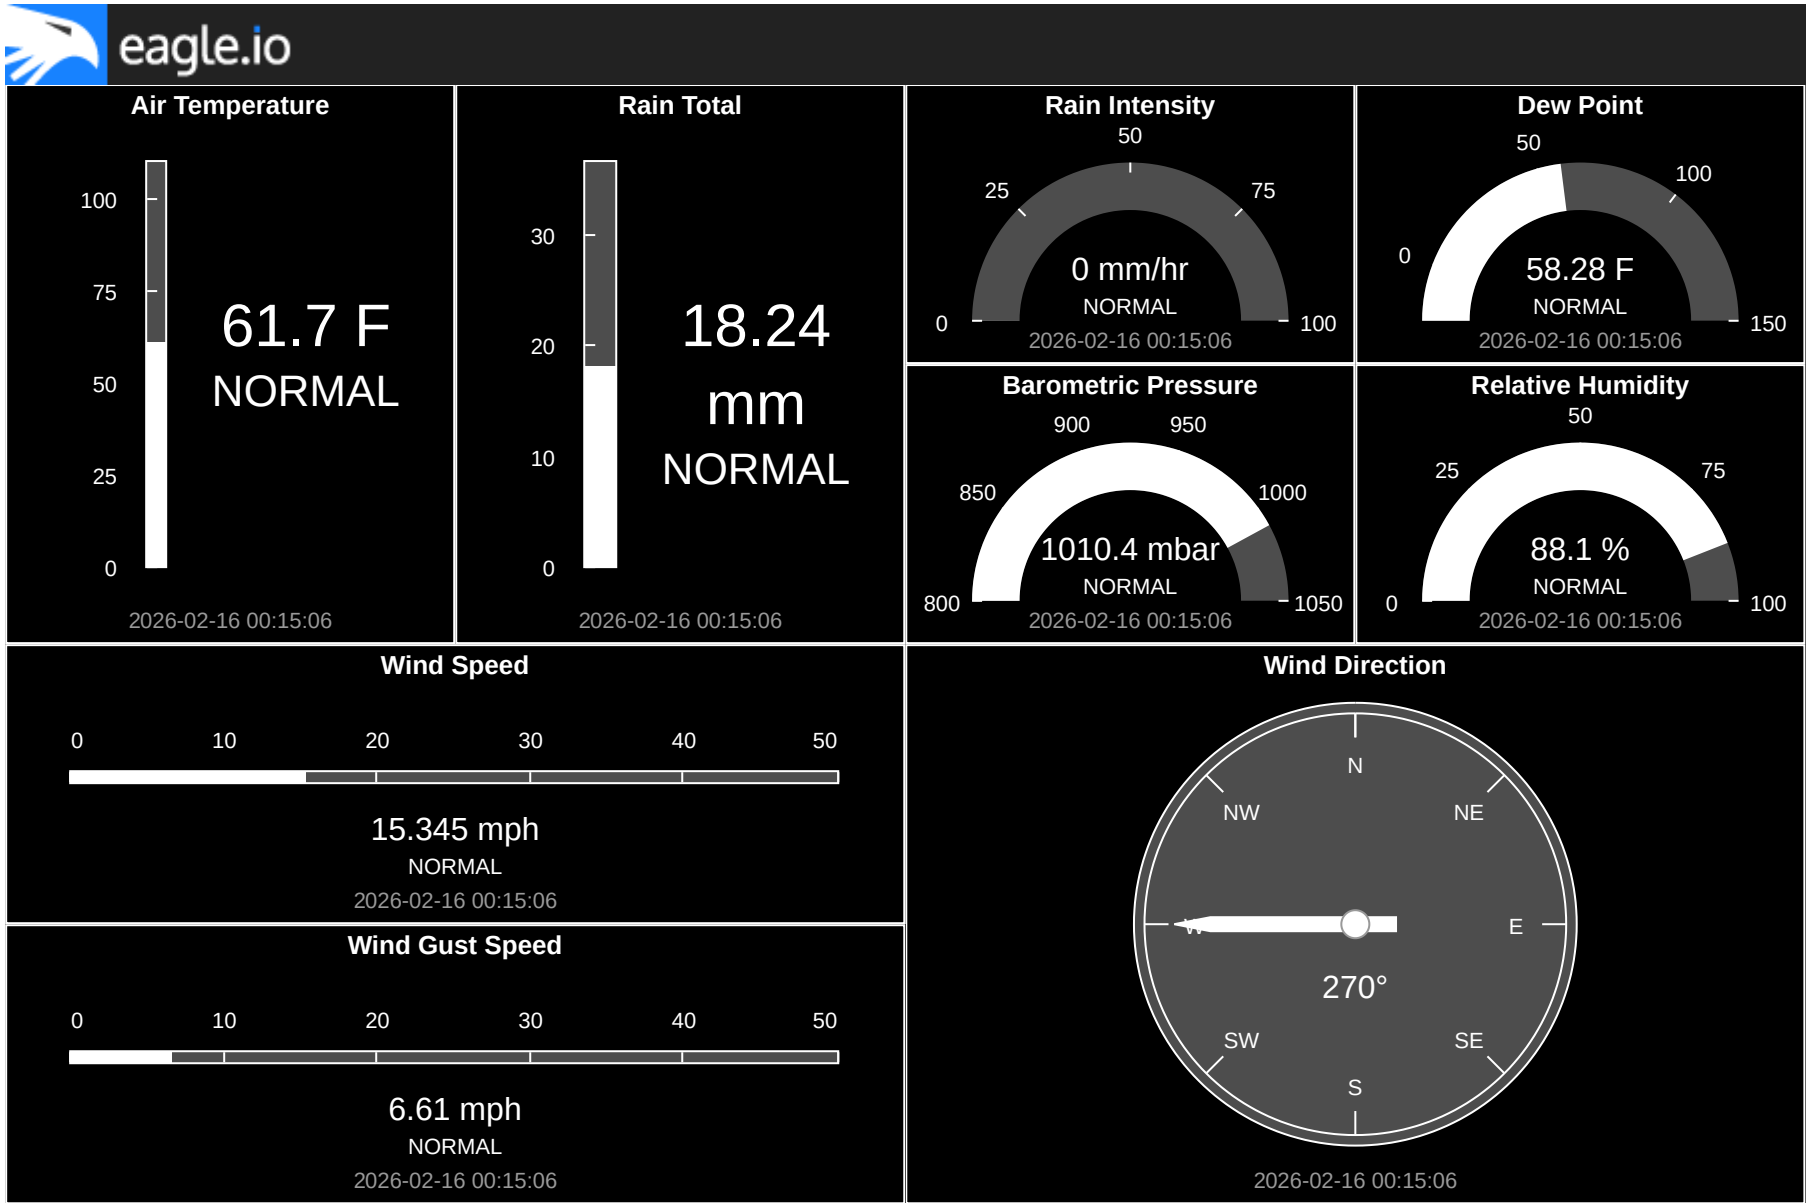 eagle.io
Air Temperature
100
75
50
25
0
61.7 F
NORMAL
2026-02-16 00:15:06
Rain Total
30
20
10
0
18.24
mm
NORMAL
2026-02-16 00:15:06
Rain Intensity
0
25
50
75
100
0 mm/hr
NORMAL
2026-02-16 00:15:06
Dew Point
0
50
100
150
58.28 F
NORMAL
2026-02-16 00:15:06
Barometric Pressure
800
850
900
950
1000
1050
1010.4 mbar
NORMAL
2026-02-16 00:15:06
Relative Humidity
0
25
50
75
100
88.1 %
NORMAL
2026-02-16 00:15:06
Wind Speed
0 10 20 30 40 50
15.345 mph
NORMAL
2026-02-16 00:15:06
Wind Gust Speed
0 10 20 30 40 50
6.61 mph
NORMAL
2026-02-16 00:15:06
Wind Direction
N
NW NE
W E
270°
SW SE
S
2026-02-16 00:15:06